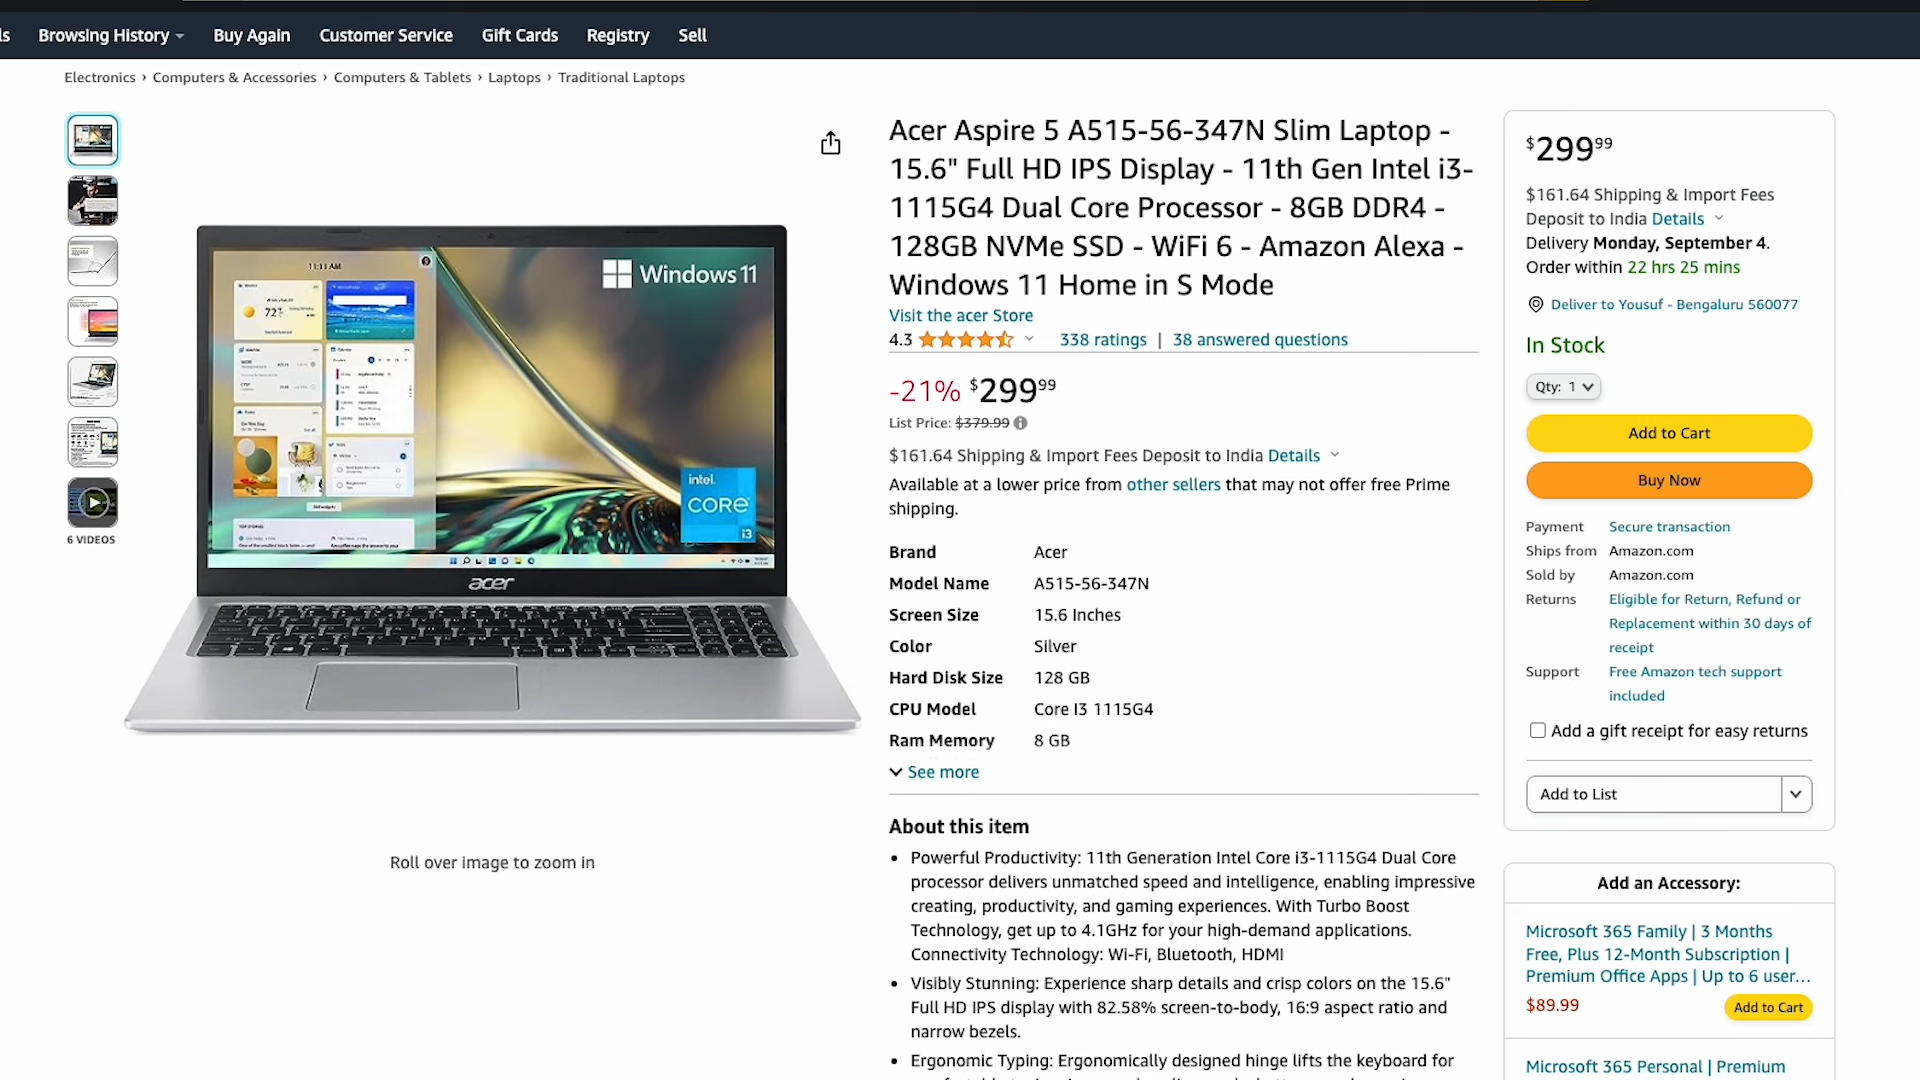 Browsing History
Buy Again
Customer Service
Gift Cards
Registry
Sell
Electronics › Computers & Accessories › Computers & Tablets › Laptops › Traditional Laptops
6 VIDEOS
11:11 AM
Windows 11
72°
intel.
CORE
i3
acer
Roll over image to zoom in
Acer Aspire 5 A515-56-347N Slim Laptop -
15.6" Full HD IPS Display - 11th Gen Intel i3-
1115G4 Dual Core Processor - 8GB DDR4 -
128GB NVMe SSD - WiFi 6 - Amazon Alexa -
Windows 11 Home in S Mode
Visit the acer Store
4.3
338 ratings | 38 answered questions
-21% $299 99
List Price: $379.99
$161.64 Shipping & Import Fees Deposit to India Details
Available at a lower price from other sellers that may not offer free Prime
shipping.
Brand Acer
Model Name A515-56-347N
Screen Size 15.6 Inches
Color Silver
Hard Disk Size 128 GB
CPU Model Core I3 1115G4
Ram Memory 8 GB
See more
About this item
• Powerful Productivity: 11th Generation Intel Core i3-1115G4 Dual Core
processor delivers unmatched speed and intelligence, enabling impressive
creating, productivity, and gaming experiences. With Turbo Boost
Technology, get up to 4.1GHz for your high-demand applications.
Connectivity Technology: Wi-Fi, Bluetooth, HDMI
• Visibly Stunning: Experience sharp details and crisp colors on the 15.6"
Full HD IPS display with 82.58% screen-to-body, 16:9 aspect ratio and
narrow bezels.
• Ergonomic Typing: Ergonomically designed hinge lifts the keyboard for
$299 99
$161.64 Shipping & Import Fees
Deposit to India Details
Delivery Monday, September 4.
Order within 22 hrs 25 mins
Deliver to Yousuf - Bengaluru 560077
In Stock
Qty: 1
Add to Cart
Buy Now
Payment Secure transaction
Ships from Amazon.com
Sold by Amazon.com
Returns Eligible for Return, Refund or
Replacement within 30 days of
receipt
Support Free Amazon tech support
included
Add a gift receipt for easy returns
Add to List
Add an Accessory:
Microsoft 365 Family | 3 Months
Free, Plus 12-Month Subscription |
Premium Office Apps | Up to 6 user...
$89.99
Add to Cart
Microsoft 365 Personal | Premium